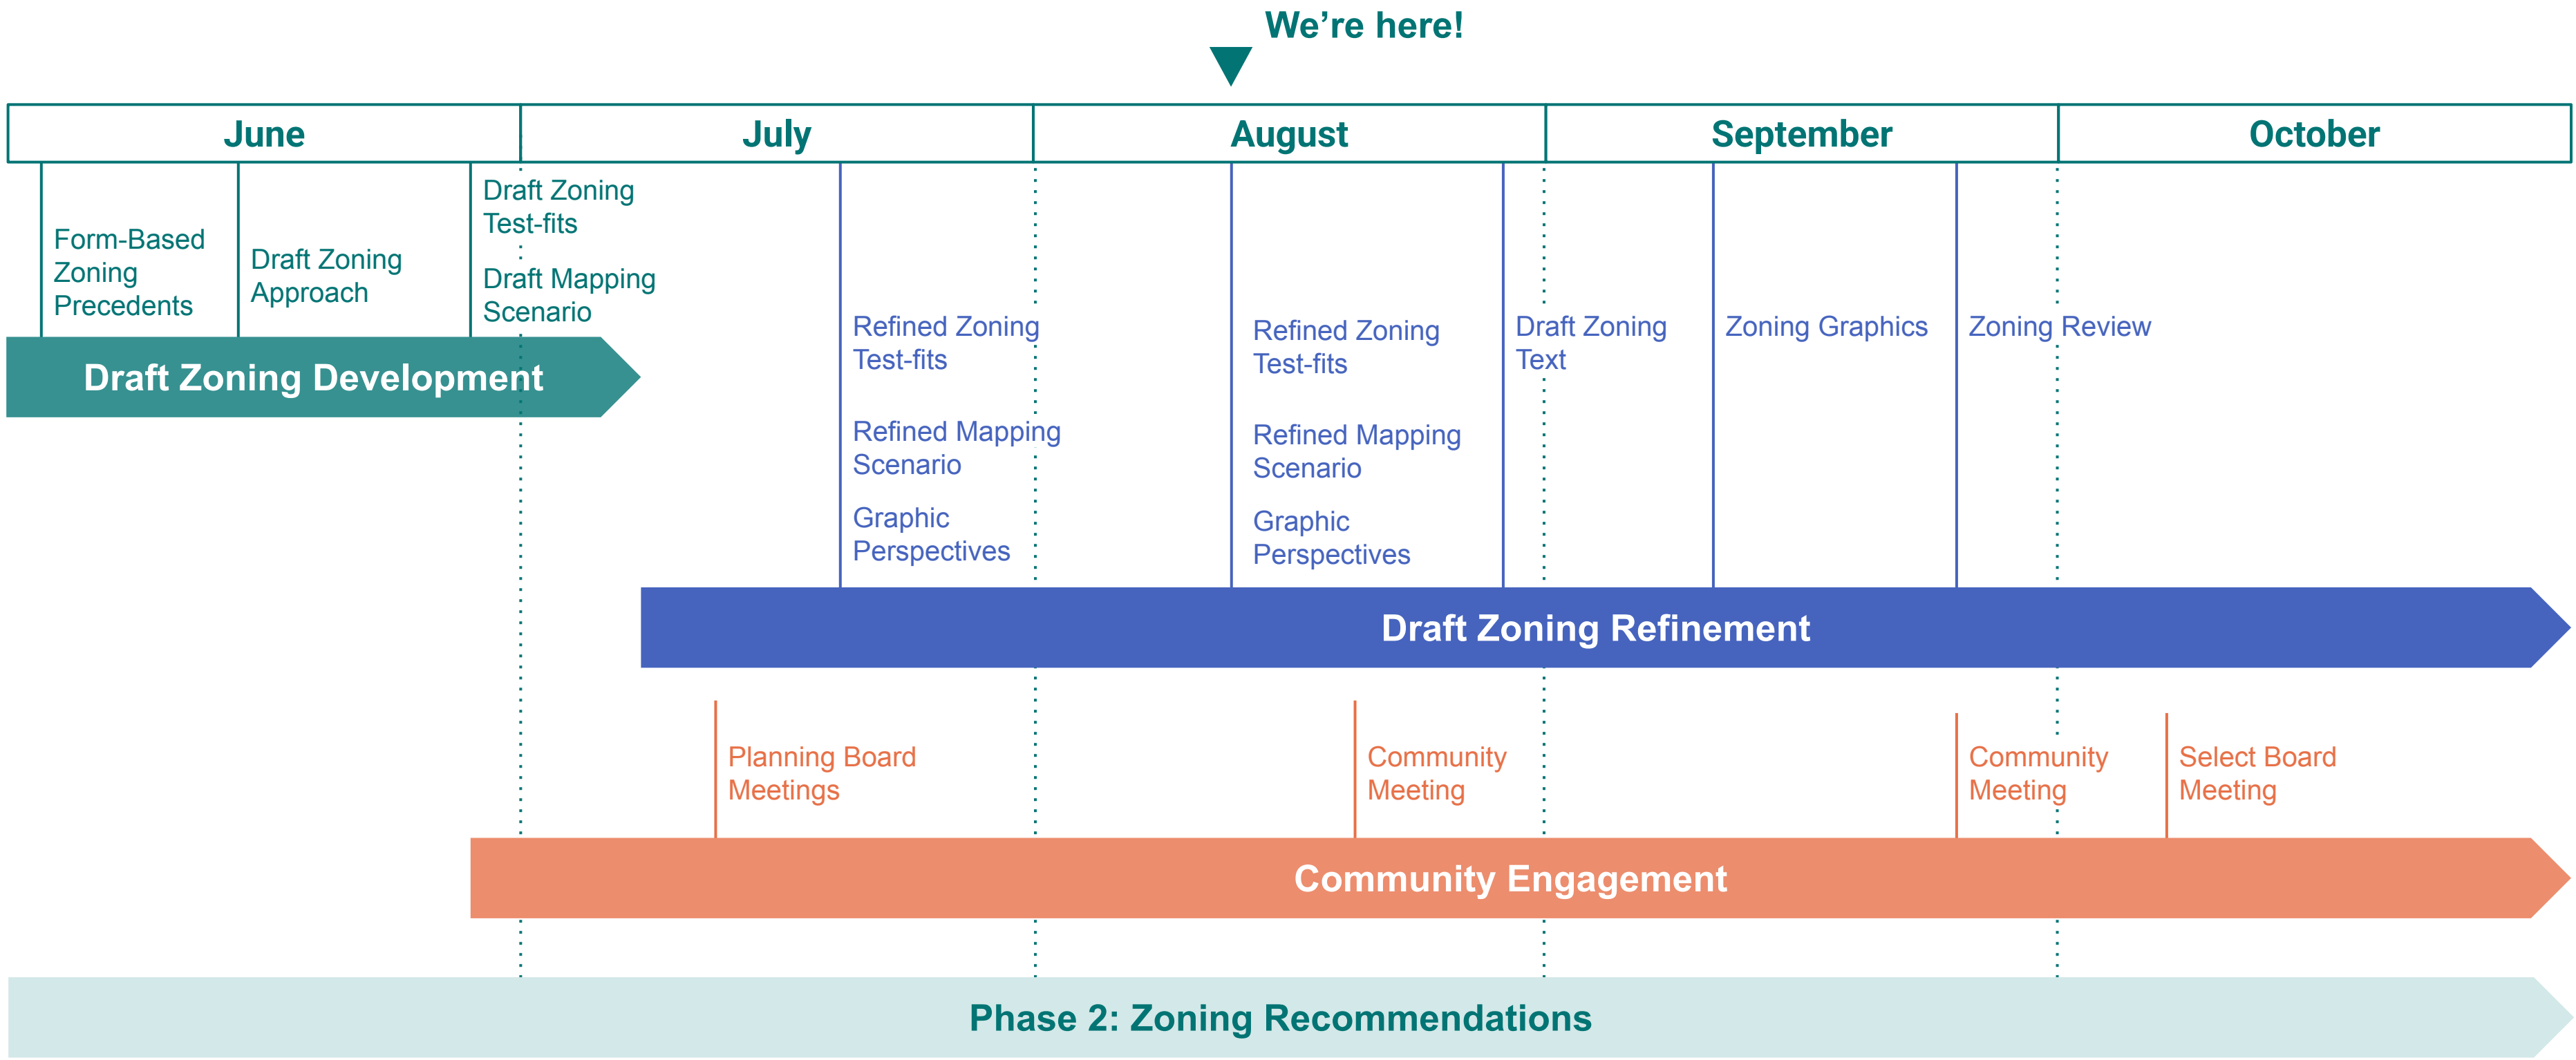 We’re here!
June
July
August
September
October
Form-Based
Zoning
Precedents
Draft Zoning
Approach
Draft Zoning
Test-fits
Draft Mapping
Scenario
Draft Zoning Development
Refined Zoning
Test-fits
Refined Mapping
Scenario
Graphic
Perspectives
Refined Zoning
Test-fits
Refined Mapping
Scenario
Graphic
Perspectives
Draft Zoning
Text
Zoning Graphics
Zoning Review
Draft Zoning Refinement
Planning Board
Meetings
Community
Meeting
Community
Meeting
Select Board
Meeting
Community Engagement
Phase 2: Zoning Recommendations